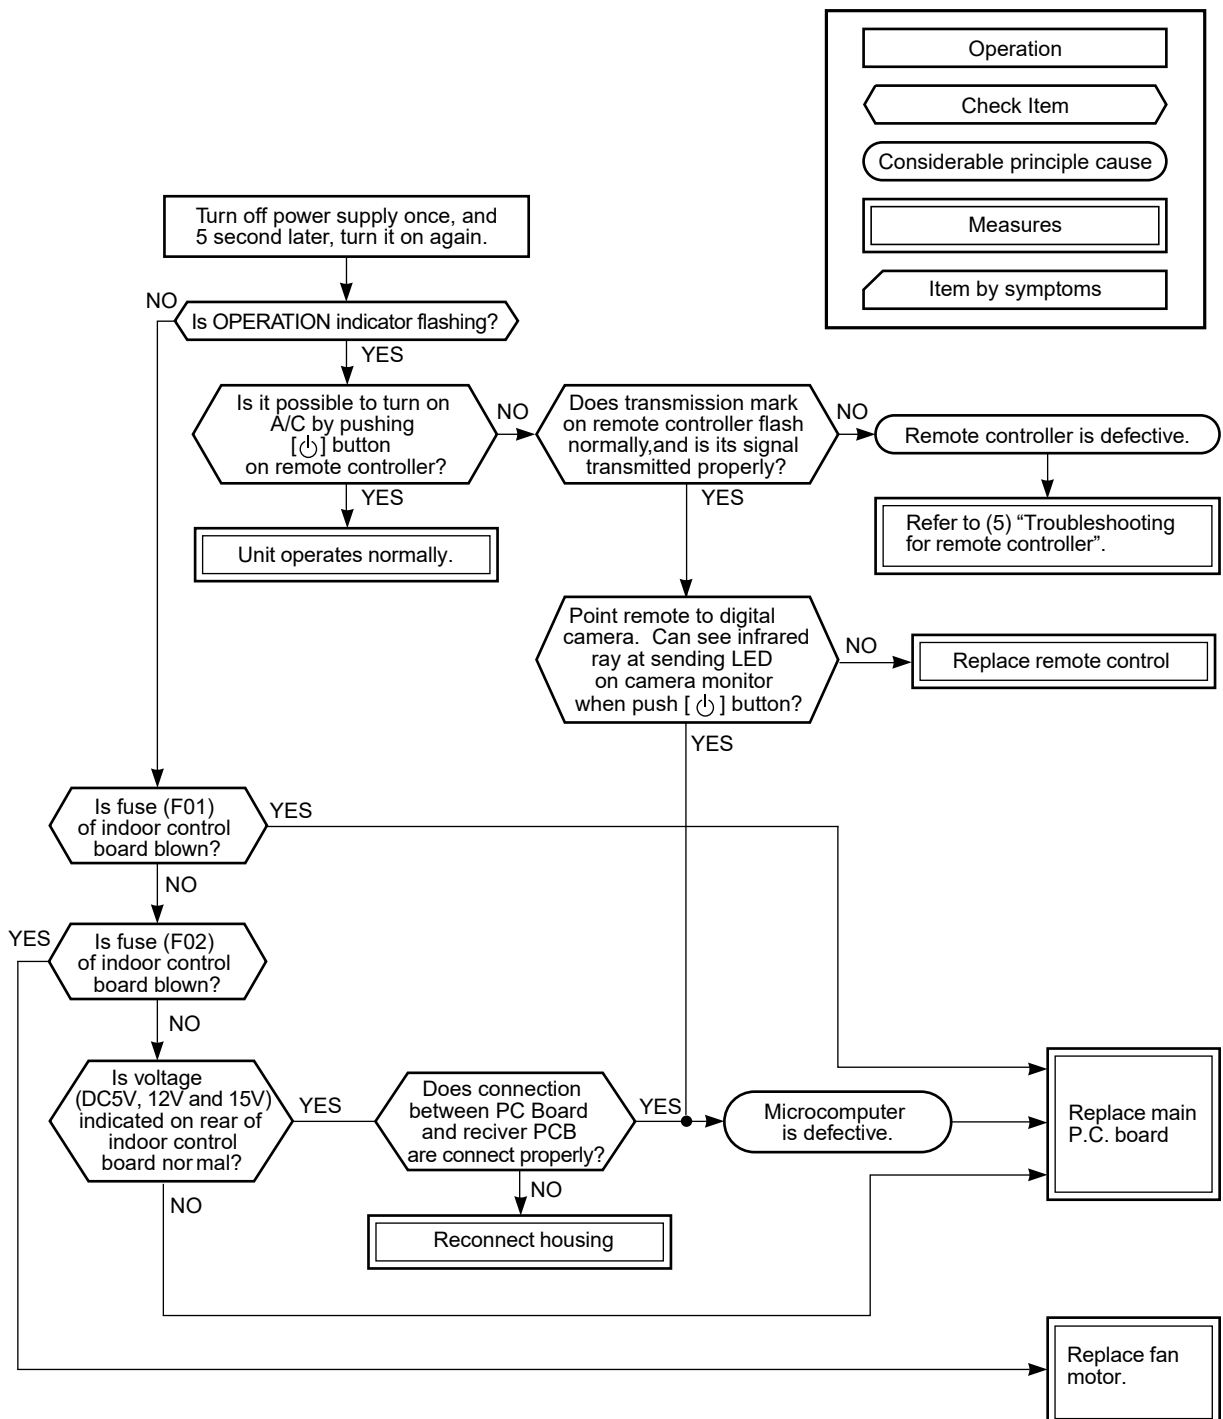 Operation
Check Item
Considerable principle cause
Measures
Item by symptoms
Turn off power supply once, and
5 second later, turn it on again.
NO
Is OPERATION indicator flashing?
YES
Is it possible to turn on
A/C by pushing
[⏻] button
on remote controller?
NO
Does transmission mark
on remote controller flash
normally,and is its signal
transmitted properly?
NO
Remote controller is defective.
YES
YES
Unit operates normally.
Refer to (5) “Troubleshooting
for remote controller”.
Point remote to digital
camera. Can see infrared
ray at sending LED
on camera monitor
when push [ ⏻ ] button?
NO
Replace remote control
YES
Is fuse (F01)
of indoor control
board blown?
YES
NO
YES
Is fuse (F02)
of indoor control
board blown?
NO
Is voltage
(DC5V, 12V and 15V)
indicated on rear of
indoor control
board nor mal?
YES
Does connection
between PC Board
and reciver PCB
are connect properly?
YES
Microcomputer
is defective.
Replace main
P.C. board
NO
NO
Reconnect housing
Replace fan
motor.